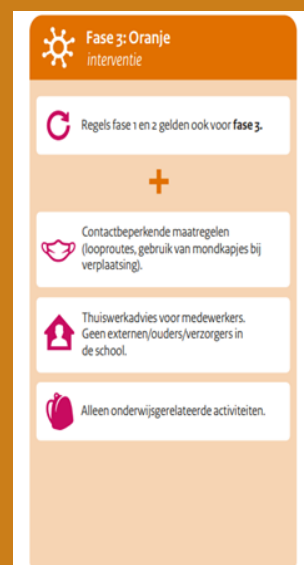 Fase 3: Oranje
interventie
Regels fase 1 en 2 gelden ook voor fase 3.
+
Contactbeperkende maatregelen
(looproutes, gebruik van mondkapjes bij
verplaatsing).
Thuiswerkadvies voor medewerkers.
Geen externen/ouders/verzorgers in
de school.
Alleen onderwijsgerelateerde activiteiten.